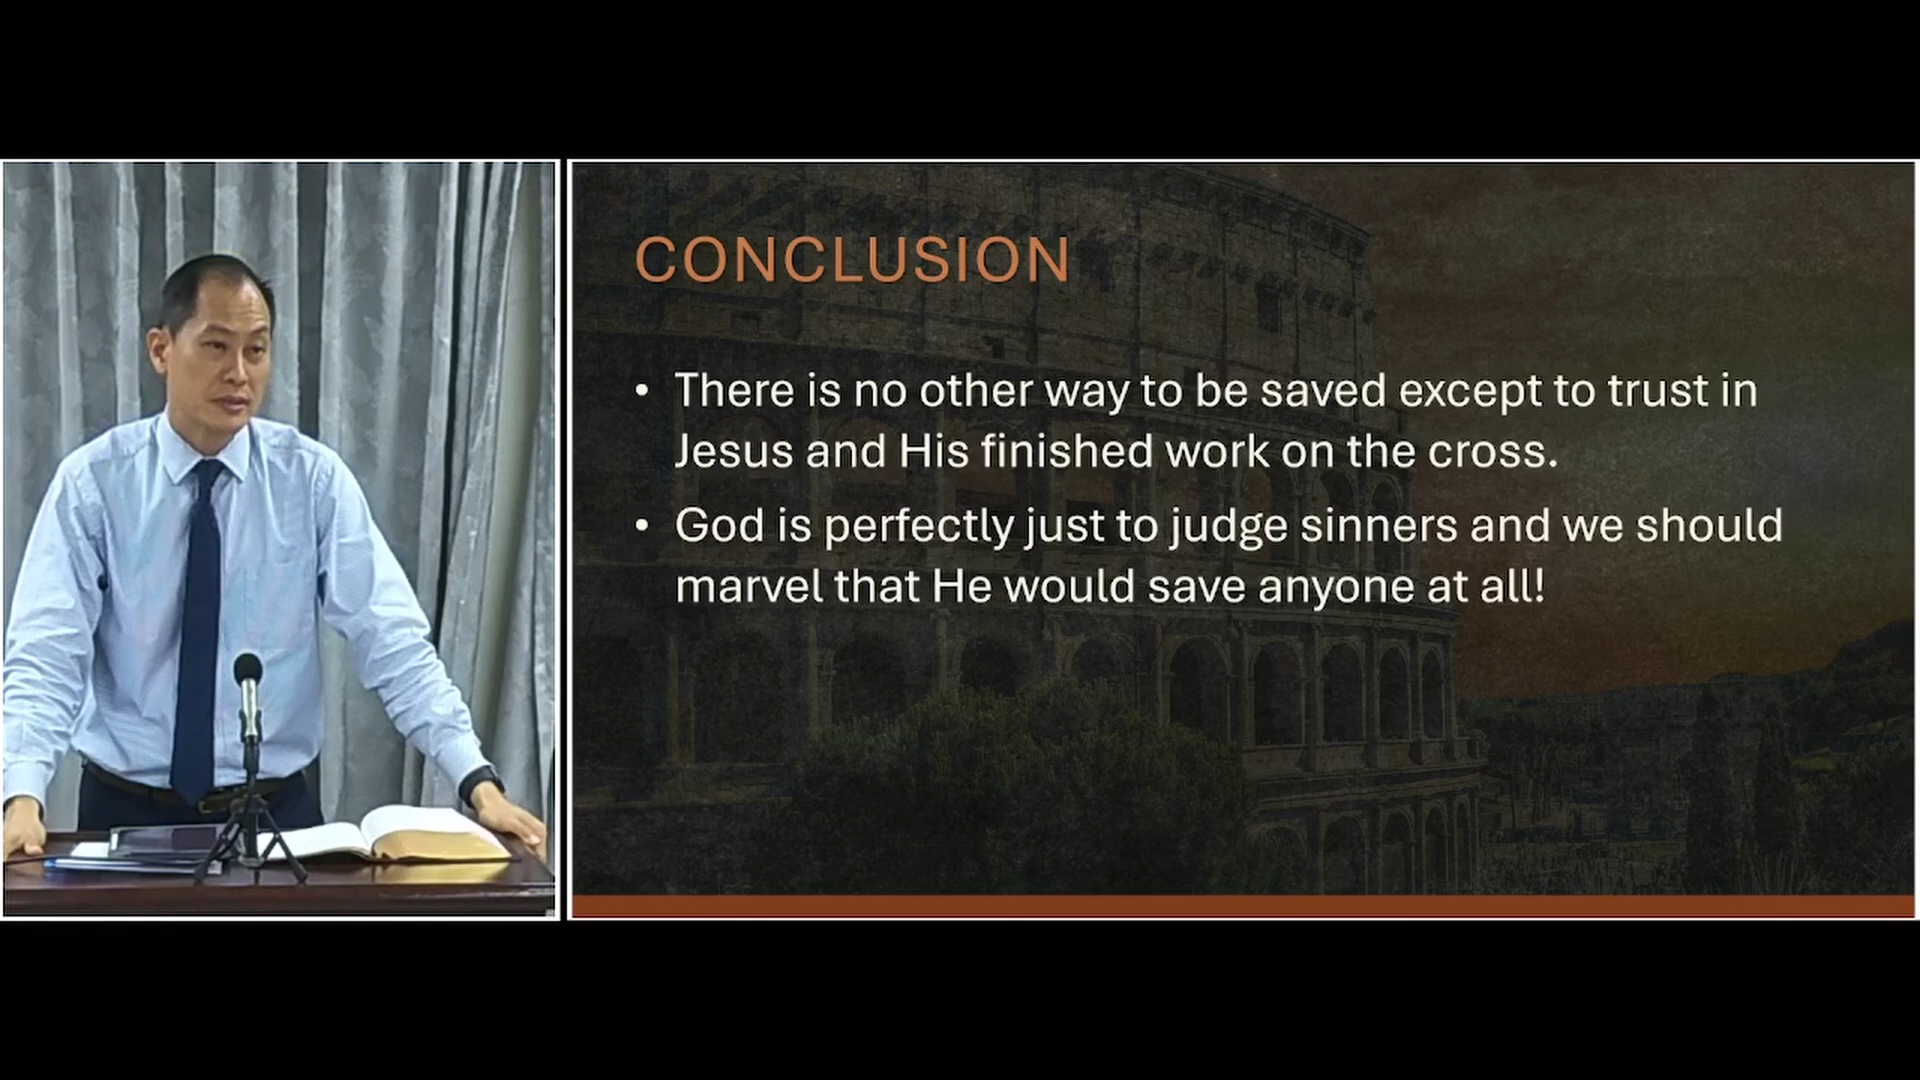 CONCLUSION
• There is no other way to be saved except to trust in
Jesus and His finished work on the cross.
• God is perfectly just to judge sinners and we should
marvel that He would save anyone at all!